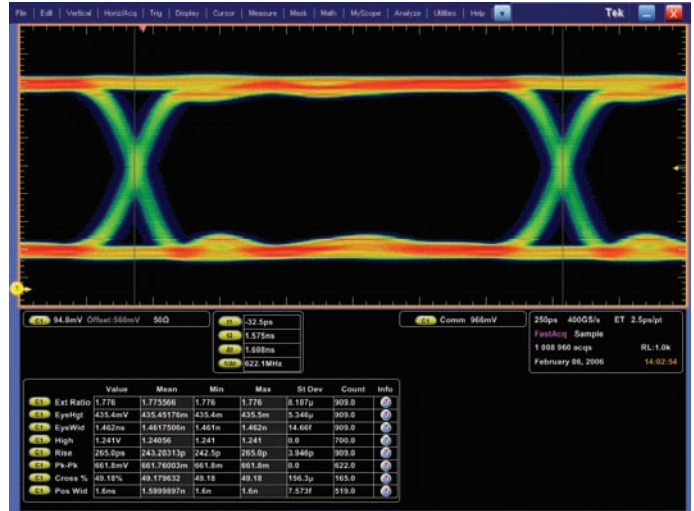 File Edit Vertical Horiz/Acq Trig Display Cursor Measure Mask Math MyScope Analyze Utilities Help Tek X
1
C1 94.8mV Offset:560mV 50Ω
t1 -32.5ps
t2 1.575ns
Δt 1.608ns
1/Δt 622.1MHz
C1 Comm 966mV
250ps 400GS/s ET 2.5ps/pt
FastAcq Sample
1 008 960 acqs RL:1.0k
February 06, 2006 14:02:54
Value Mean Min Max St Dev Count Info
C1 Ext Ratio 1.776 1.775566 1.776 1.776 8.107µ 909.0
C1 EyeHgt 435.4mV 435.45176m 435.4m 435.5m 5.346µ 909.0
C1 EyeWid 1.462ns 1.4617506n 1.461n 1.462n 14.66f 909.0
C1 High 1.241V 1.24056 1.241 1.241 0.0 700.0
C1 Rise 265.0ps 243.20313p 242.5p 265.0p 3.946p 909.0
C1 Pk-Pk 661.8mV 661.76003m 661.8m 661.8m 0.0 622.0
C1 Cross % 49.18% 49.179632 49.18 49.18 156.3µ 165.0
C1 Pos Wid 1.6ns 1.5999897n 1.6n 1.6n 7.573f 519.0